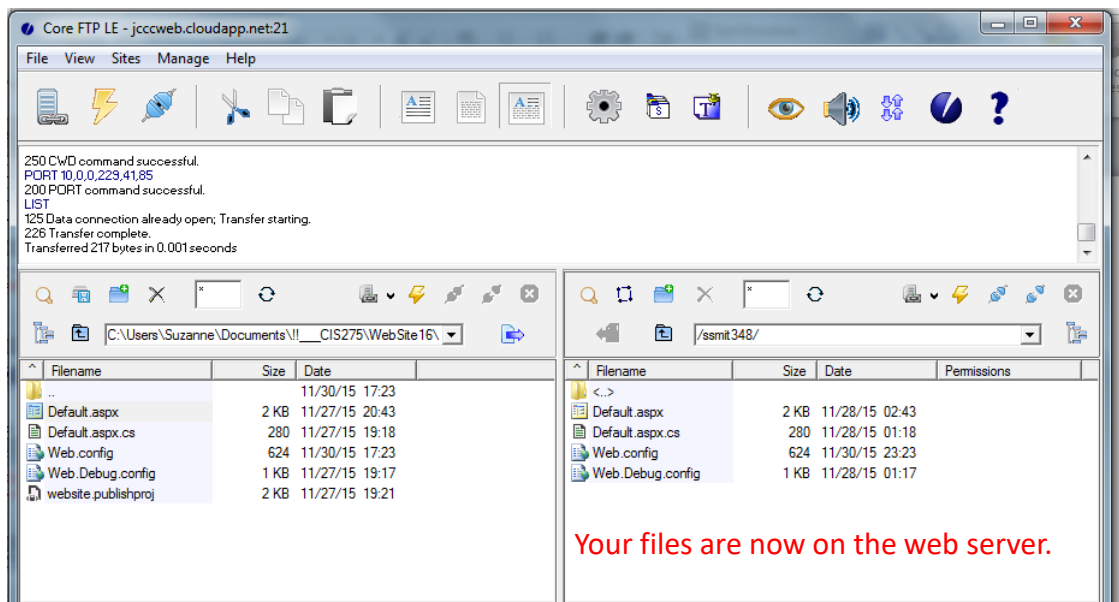 Core FTP LE - jcccweb.cloudapp.net:21
File View Sites Manage Help
250 CWD command successful.
PORT 10,0,0,229,41,85
200 PORT command successful.
LIST
125 Data connection already open; Transfer starting.
226 Transfer complete.
Transferred 217 bytes in 0.001 seconds
* *
C:\Users\Suzanne\Documents\!!___CIS275\WebSite16\ /ssmit348/
^ Filename Size Date ^ Filename Size Date Permissions
.. 11/30/15 17:23 <..>
Default.aspx 2 KB 11/27/15 20:43 Default.aspx 2 KB 11/28/15 02:43
Default.aspx.cs 280 11/27/15 19:18 Default.aspx.cs 280 11/28/15 01:18
Web.config 624 11/30/15 17:23 Web.config 624 11/30/15 23:23
Web.Debug.config 1 KB 11/27/15 19:17 Web.Debug.config 1 KB 11/28/15 01:17
website.publishproj 2 KB 11/27/15 19:21
Your files are now on the web server.